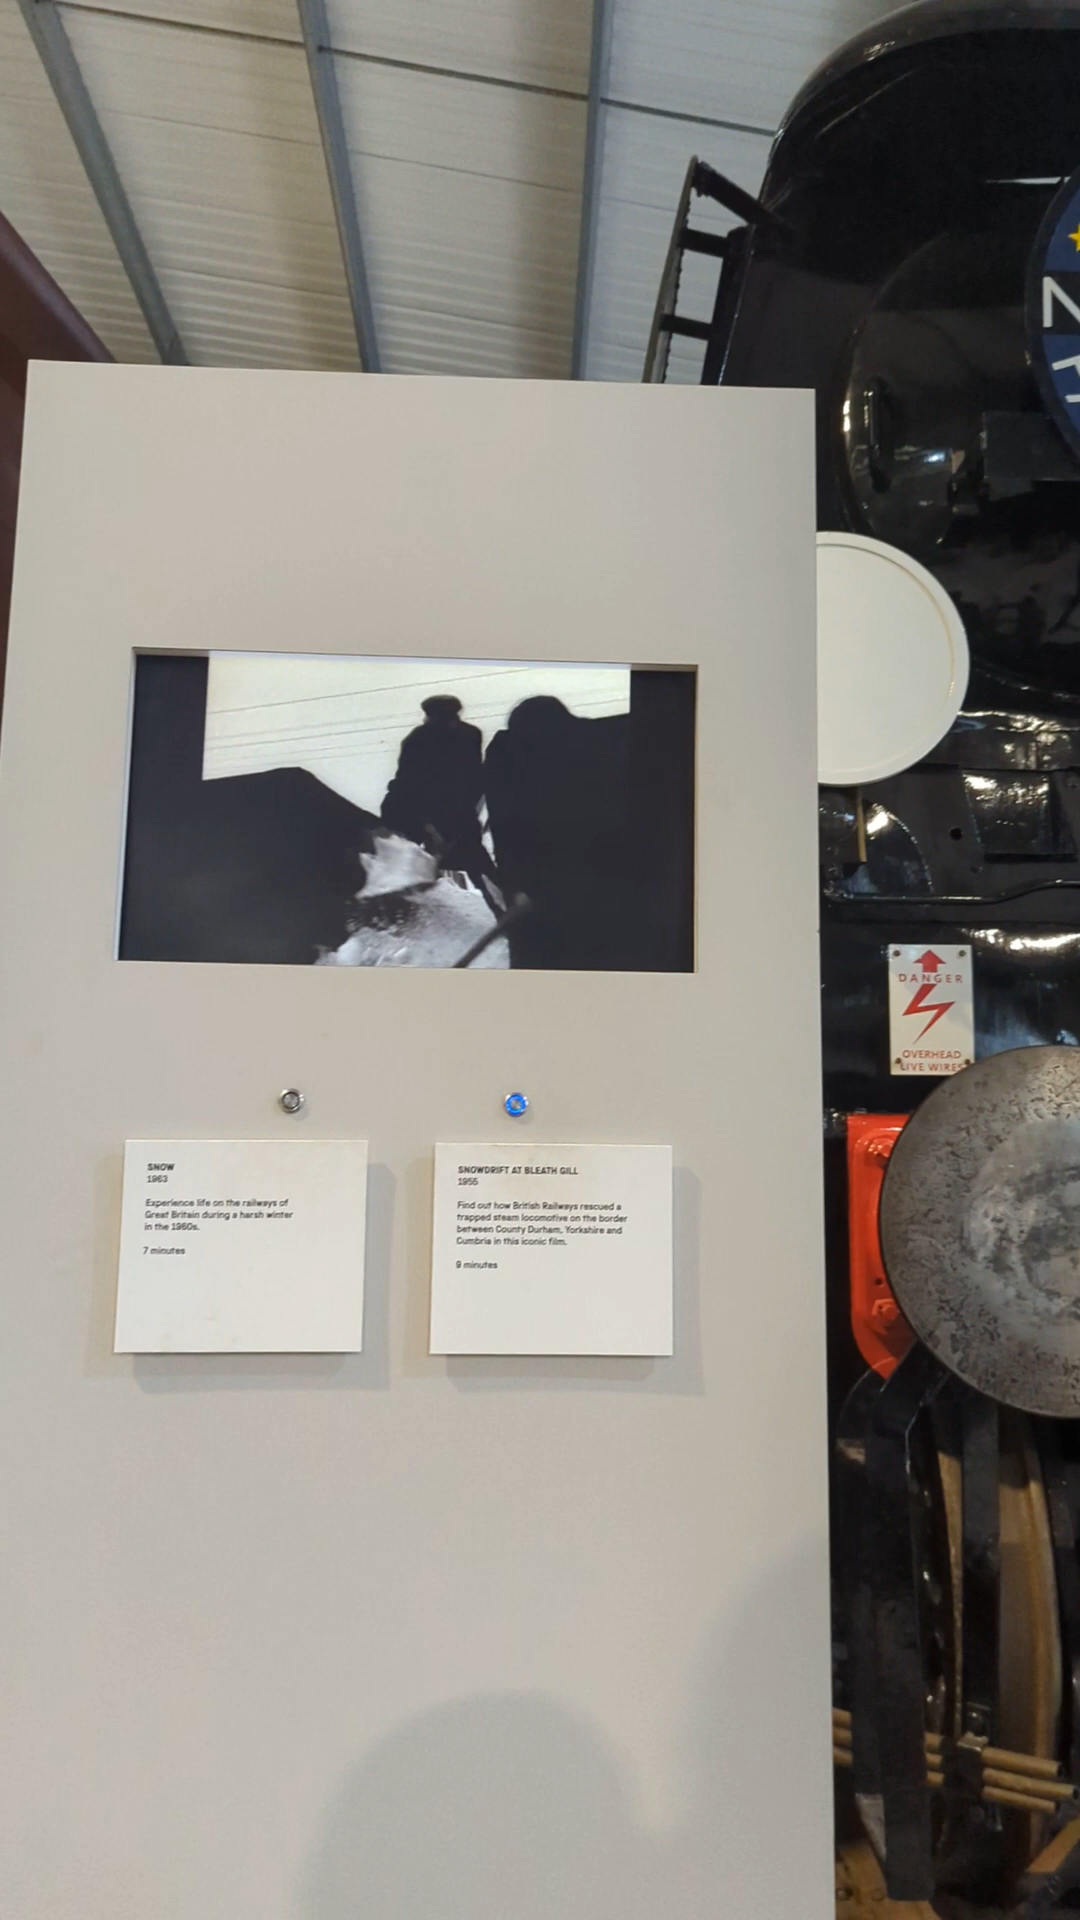 DANGER
OVERHEAD
LIVE WIRES
SNOW
1963
Experience life on the railways of
Great Britain during a harsh winter
in the 1960s.
7 minutes
SNOWDRIFT AT BLEATH GILL
1955
Find out how British Railways rescued a
trapped steam locomotive on the border
between County Durham, Yorkshire and
Cumbria in this iconic film.
9 minutes